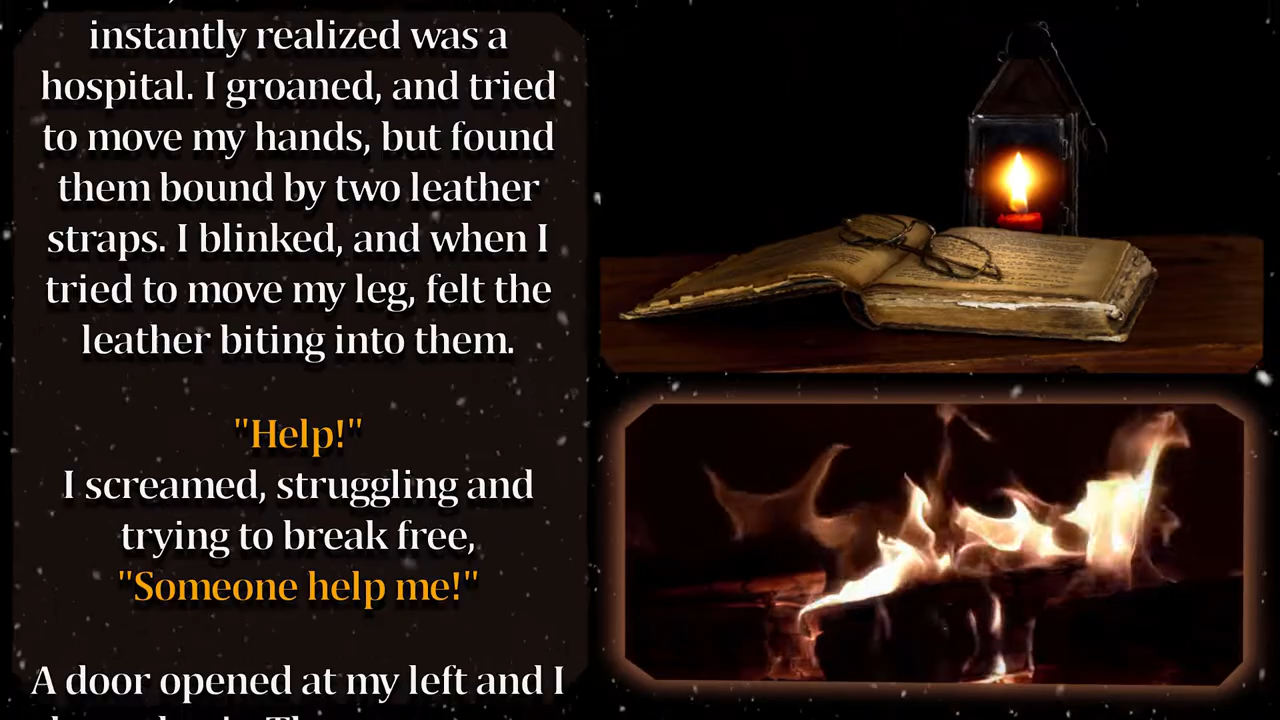 instantly realized was a
hospital. I groaned, and tried
to move my hands, but found
them bound by two leather
straps. I blinked, and when I
tried to move my leg, felt the
leather biting into them.
"Help!"
I screamed, struggling and
trying to break free,
"Someone help me!"
A door opened at my left and I